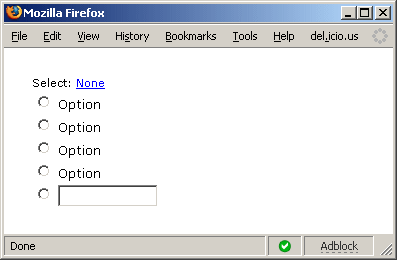 Mozilla Firefox
File Edit View History Bookmarks Tools Help del.icio.us
Select: None
Option
Option
Option
Option
Done Adblock